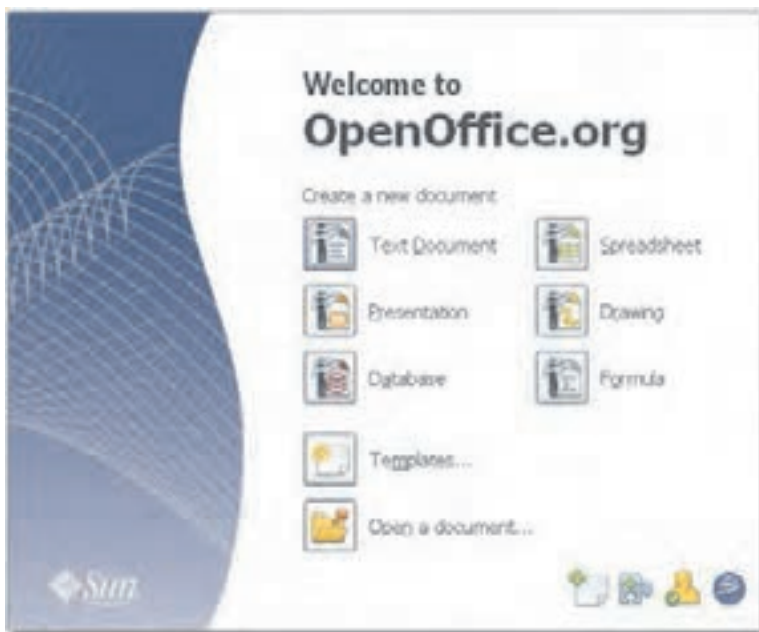 Welcome to
OpenOffice.org
Create a new document
Text Document
Spreadsheet
Presentation
Drawing
Database
Formula
Templates...
Open a document...
Sun